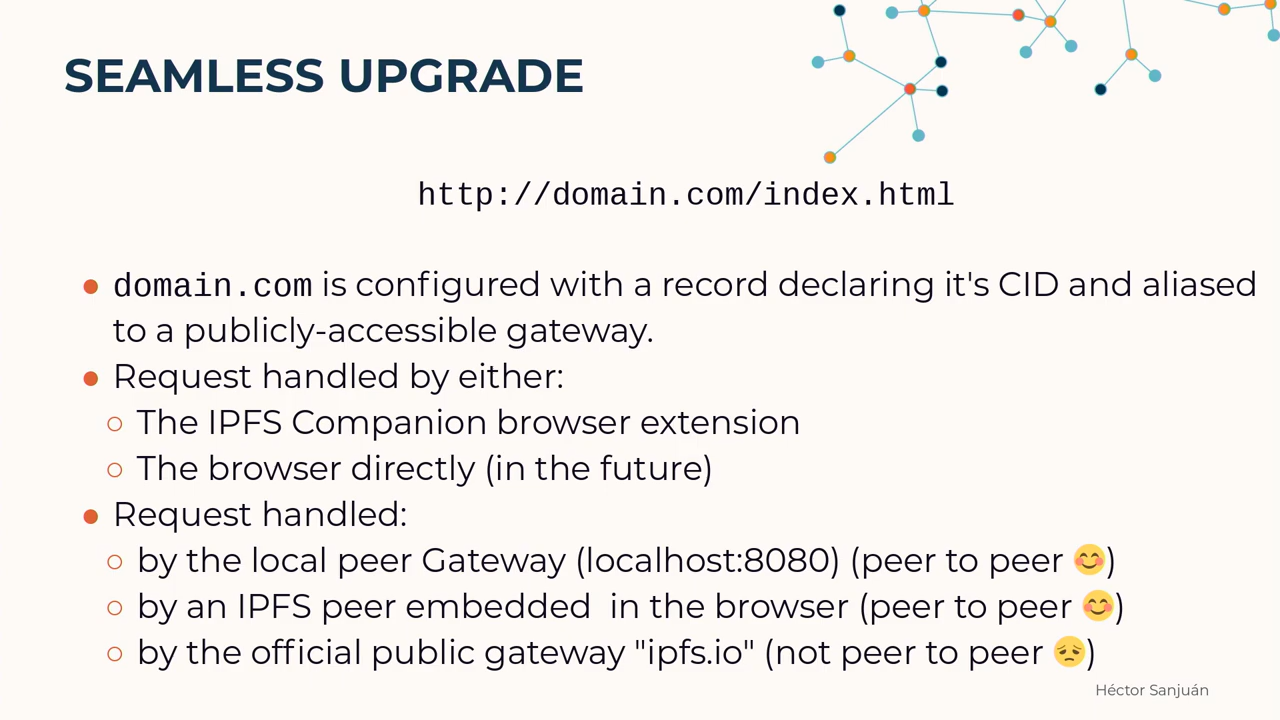 SEAMLESS UPGRADE
http://domain.com/index.html
● domain.com is configured with a record declaring it's CID and aliased
to a publicly-accessible gateway.
● Request handled by either:
○ The IPFS Companion browser extension
○ The browser directly (in the future)
● Request handled:
○ by the local peer Gateway (localhost:8080) (peer to peer 😊)
○ by an IPFS peer embedded  in the browser (peer to peer 😊)
○ by the official public gateway "ipfs.io" (not peer to peer 😞)
Héctor Sanjuán